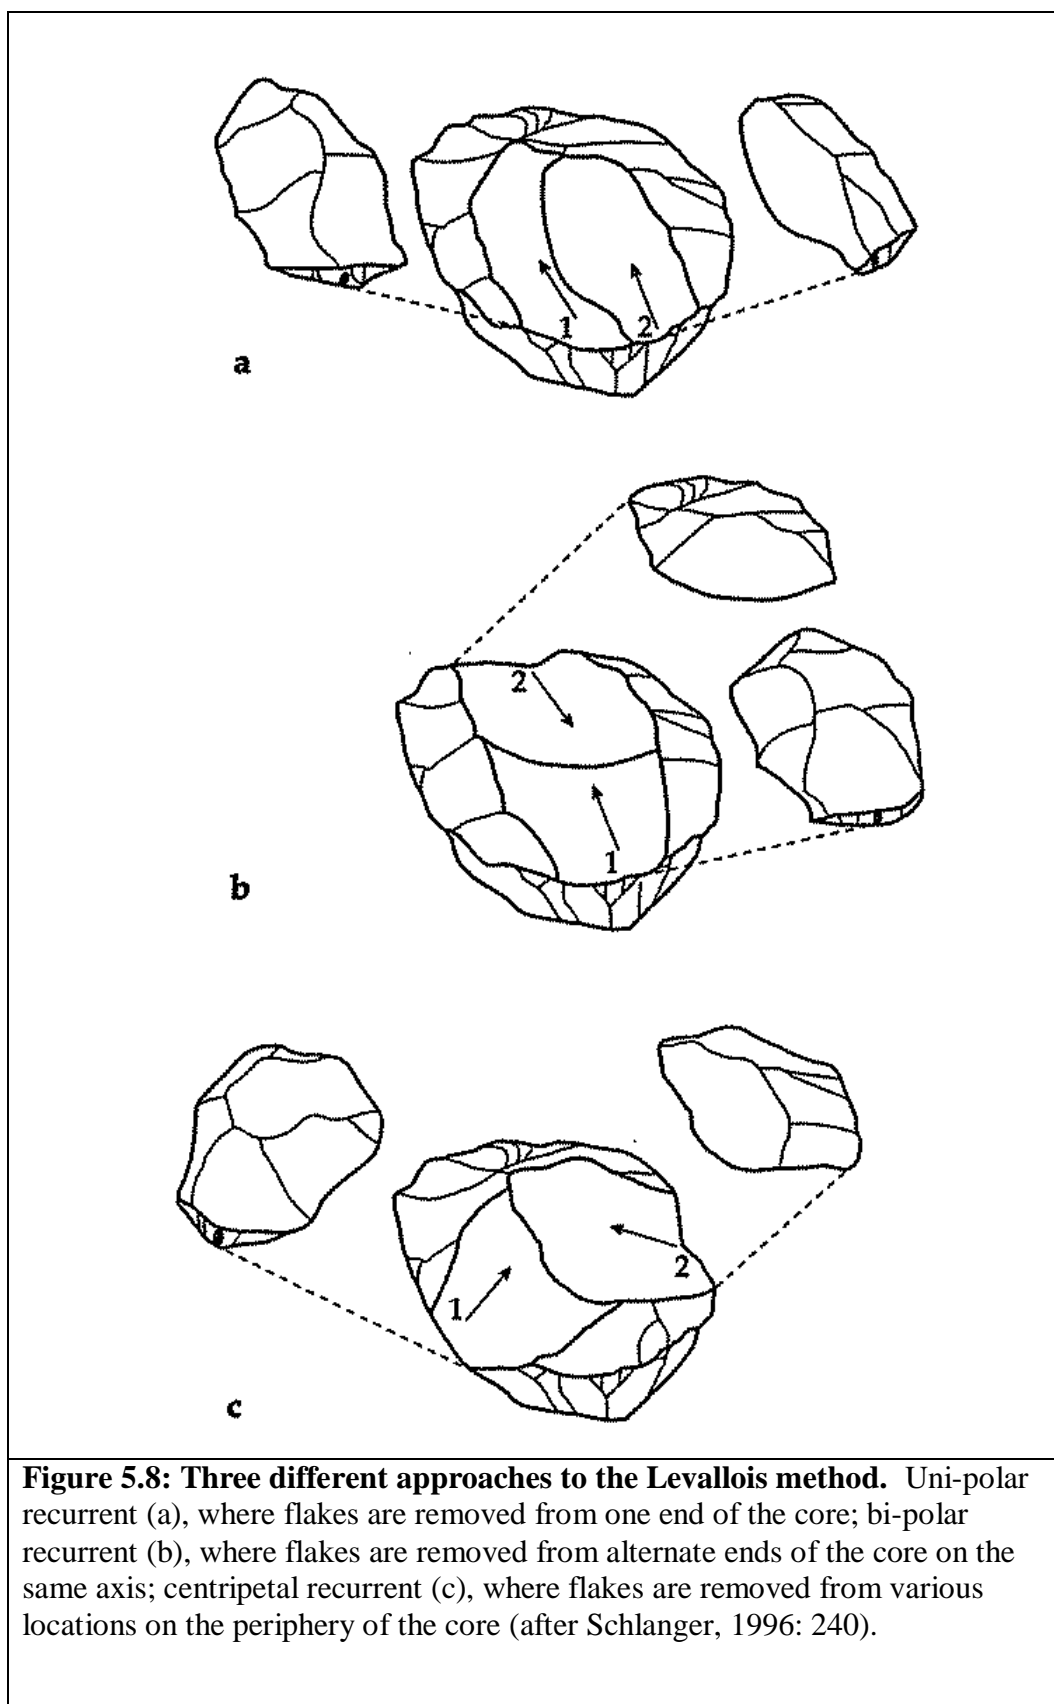 1
2
a
2
1
b
2
1
c
Figure 5.8: Three different approaches to the Levallois method. Uni-polar
recurrent (a), where flakes are removed from one end of the core; bi-polar
recurrent (b), where flakes are removed from alternate ends of the core on the
same axis; centripetal recurrent (c), where flakes are removed from various
locations on the periphery of the core (after Schlanger, 1996: 240).